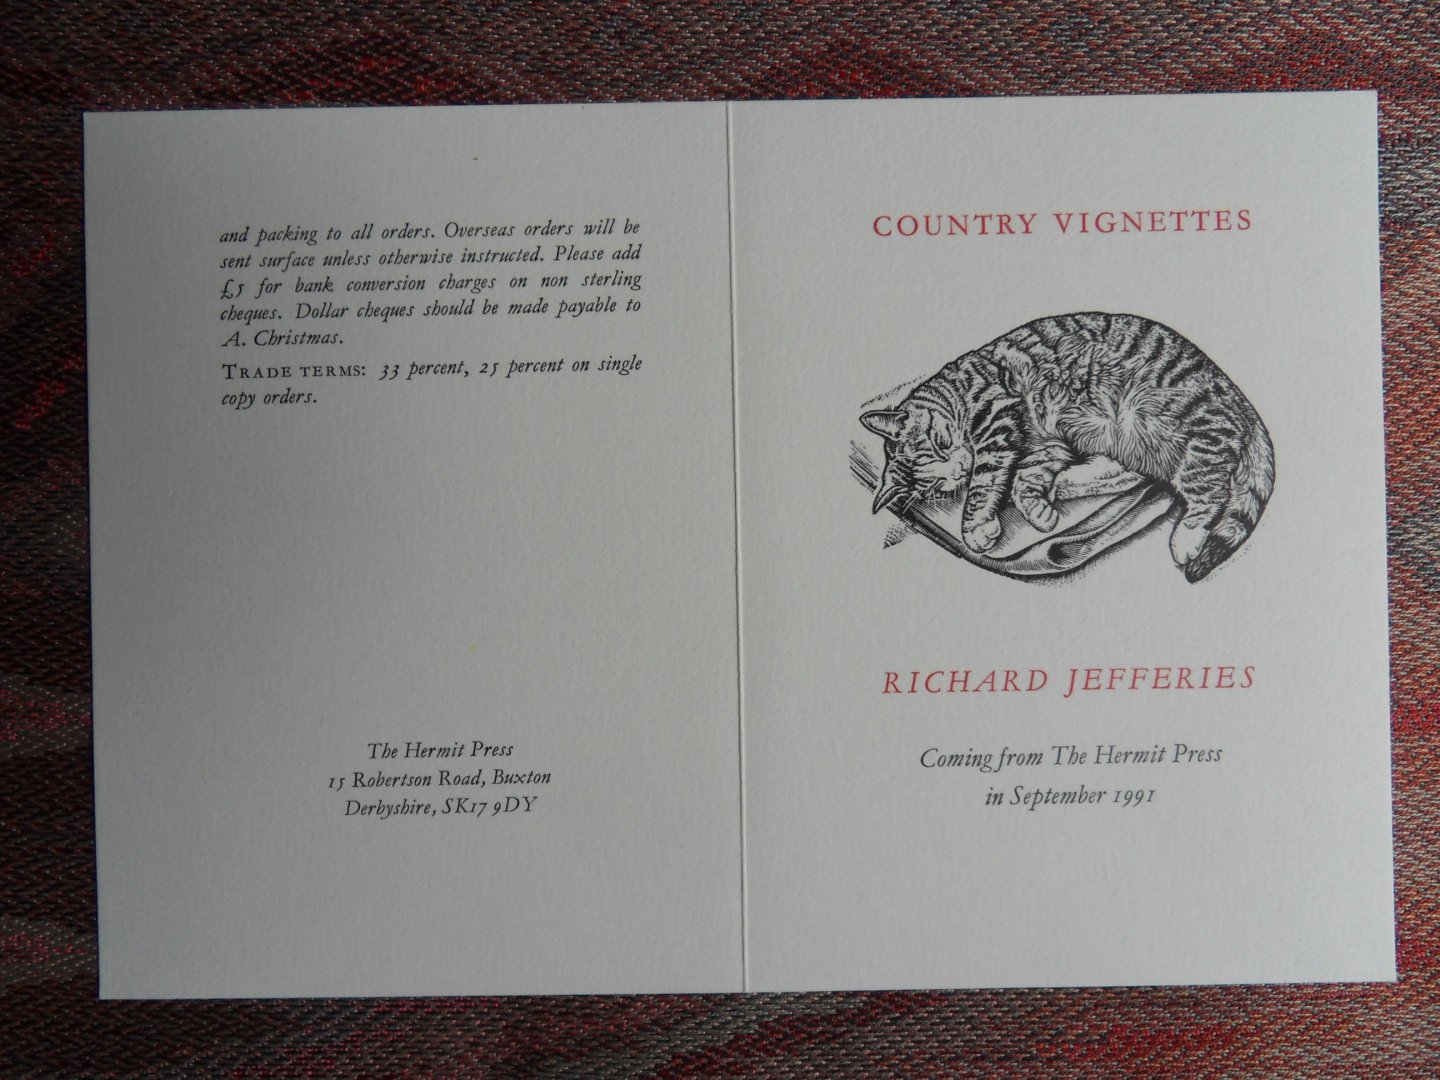 and packing to all orders. Overseas orders will be
sent surface unless otherwise instructed. Please add
£5 for bank conversion charges on non sterling
cheques. Dollar cheques should be made payable to
A. Christmas.
TRADE TERMS: 33 percent, 25 percent on single
copy orders.
The Hermit Press
15 Robertson Road, Buxton
Derbyshire, SK17 9DY
COUNTRY VIGNETTES
RICHARD JEFFERIES
Coming from The Hermit Press
in September 1991